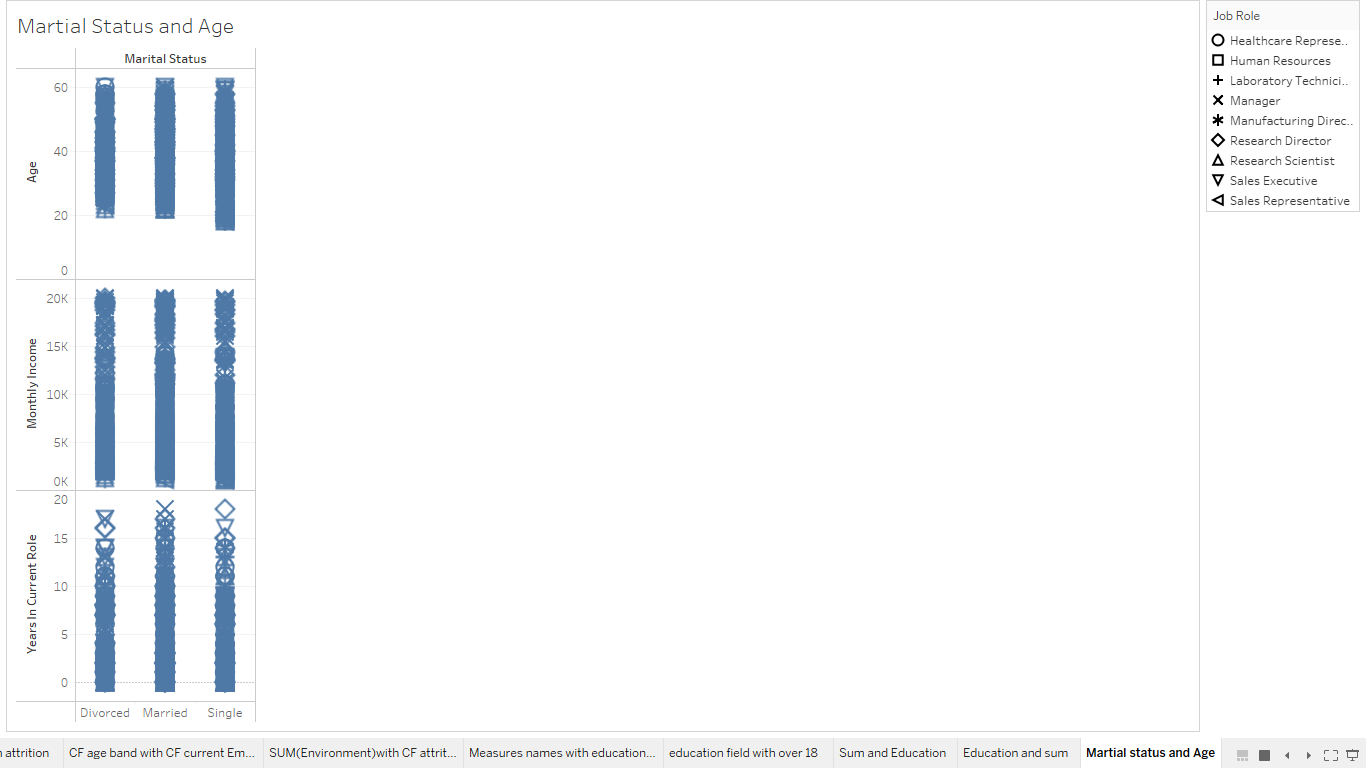 Martial Status and Age
Marital Status
Age
60
40
20
0
Monthly Income
20K
15K
10K
5K
0K
Years In Current Role
20
15
10
5
0
Divorced Married Single
Job Role
Healthcare Represe..
Human Resources
Laboratory Technici..
Manager
Manufacturing Direc..
Research Director
Research Scientist
Sales Executive
Sales Representative
n attrition CF age band with CF current Em... SUM(Environment)with CF attrit... Measures names with education... education field with over 18 Sum and Education Education and sum Martial status and Age